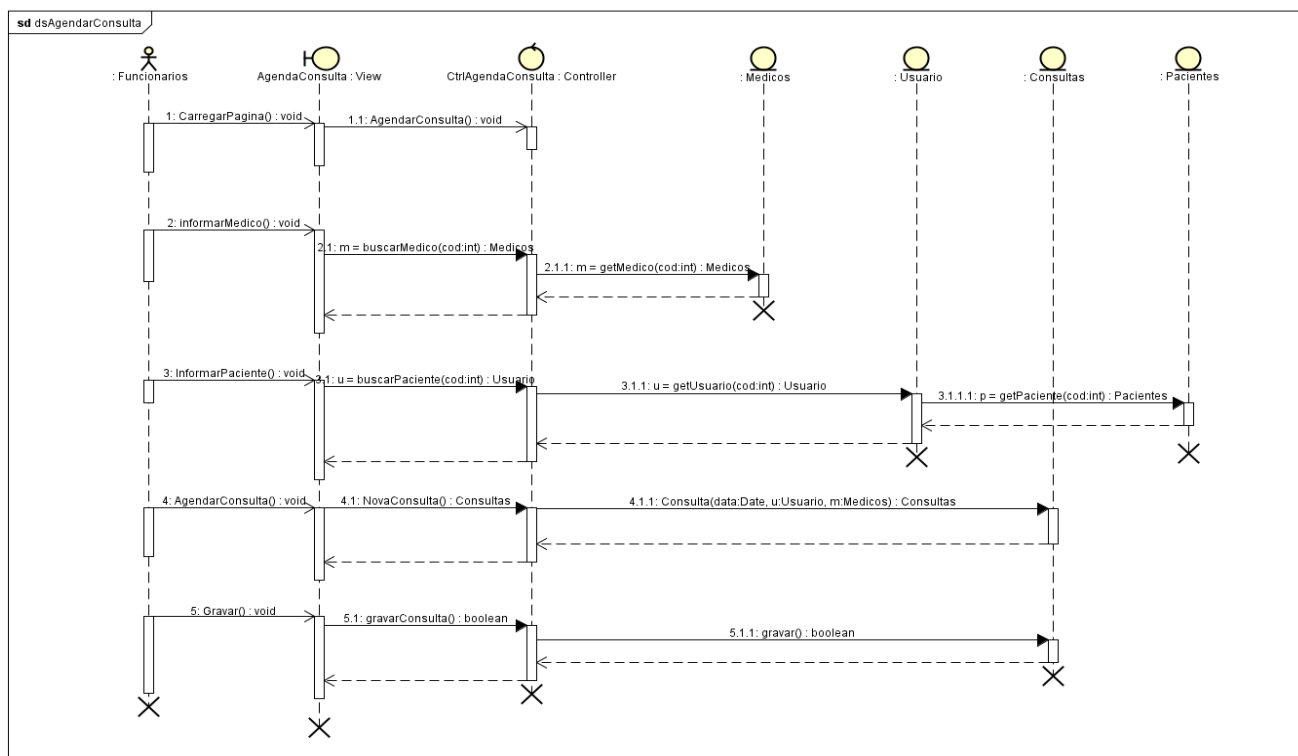 sd dsAgendarConsulta
: Funcionarios
AgendaConsulta : View
CtrlAgendaConsulta : Controller
: Medicos
: Usuario
: Consultas
: Pacientes
1: CarregarPagina() : void
1.1: AgendarConsulta() : void
2: informarMedico() : void
2.1: m = buscarMedico(cod:int) : Medicos
2.1.1: m = getMedico(cod:int) : Medicos
3: InformarPaciente() : void
3.1: u = buscarPaciente(cod:int) : Usuario
3.1.1: u = getUsuario(cod:int) : Usuario
3.1.1.1: p = getPaciente(cod:int) : Pacientes
4: AgendarConsulta() : void
4.1: NovaConsulta() : Consultas
4.1.1: Consulta(data:Date, u:Usuario, m:Medicos) : Consultas
5: Gravar() : void
5.1: gravarConsulta() : boolean
5.1.1: gravar() : boolean